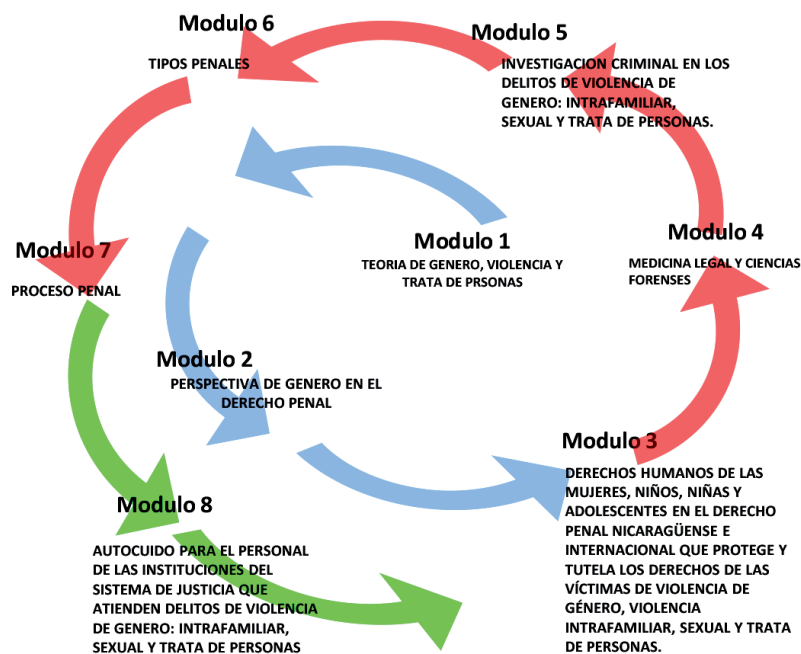 Modulo 6
TIPOS PENALES
Modulo 5
INVESTIGACION CRIMINAL EN LOS
DELITOS DE VIOLENCIA DE
GENERO: INTRAFAMILIAR,
SEXUAL Y TRATA DE PERSONAS.
Modulo 7
PROCESO PENAL
Modulo 1
TEORIA DE GENERO, VIOLENCIA Y
TRATA DE PRSONAS
Modulo 4
MEDICINA LEGAL Y CIENCIAS
FORENSES
Modulo 2
PERSPECTIVA DE GENERO EN EL
DERECHO PENAL
Modulo 3
DERECHOS HUMANOS DE LAS
MUJERES, NIÑOS, NIÑAS Y
ADOLESCENTES EN EL DERECHO
PENAL NICARAGÜENSE E
INTERNACIONAL QUE PROTEGE Y
TUTELA LOS DERECHOS DE LAS
VÍCTIMAS DE VIOLENCIA DE
GÉNERO, VIOLENCIA
INTRAFAMILIAR, SEXUAL Y TRATA
DE PERSONAS.
Modulo 8
AUTOCUIDO PARA EL PERSONAL
DE LAS INSTITUCIONES DEL
SISTEMA DE JUSTICIA QUE
ATIENDEN DELITOS DE VIOLENCIA
DE GENERO: INTRAFAMILIAR,
SEXUAL Y TRATA DE PERSONAS